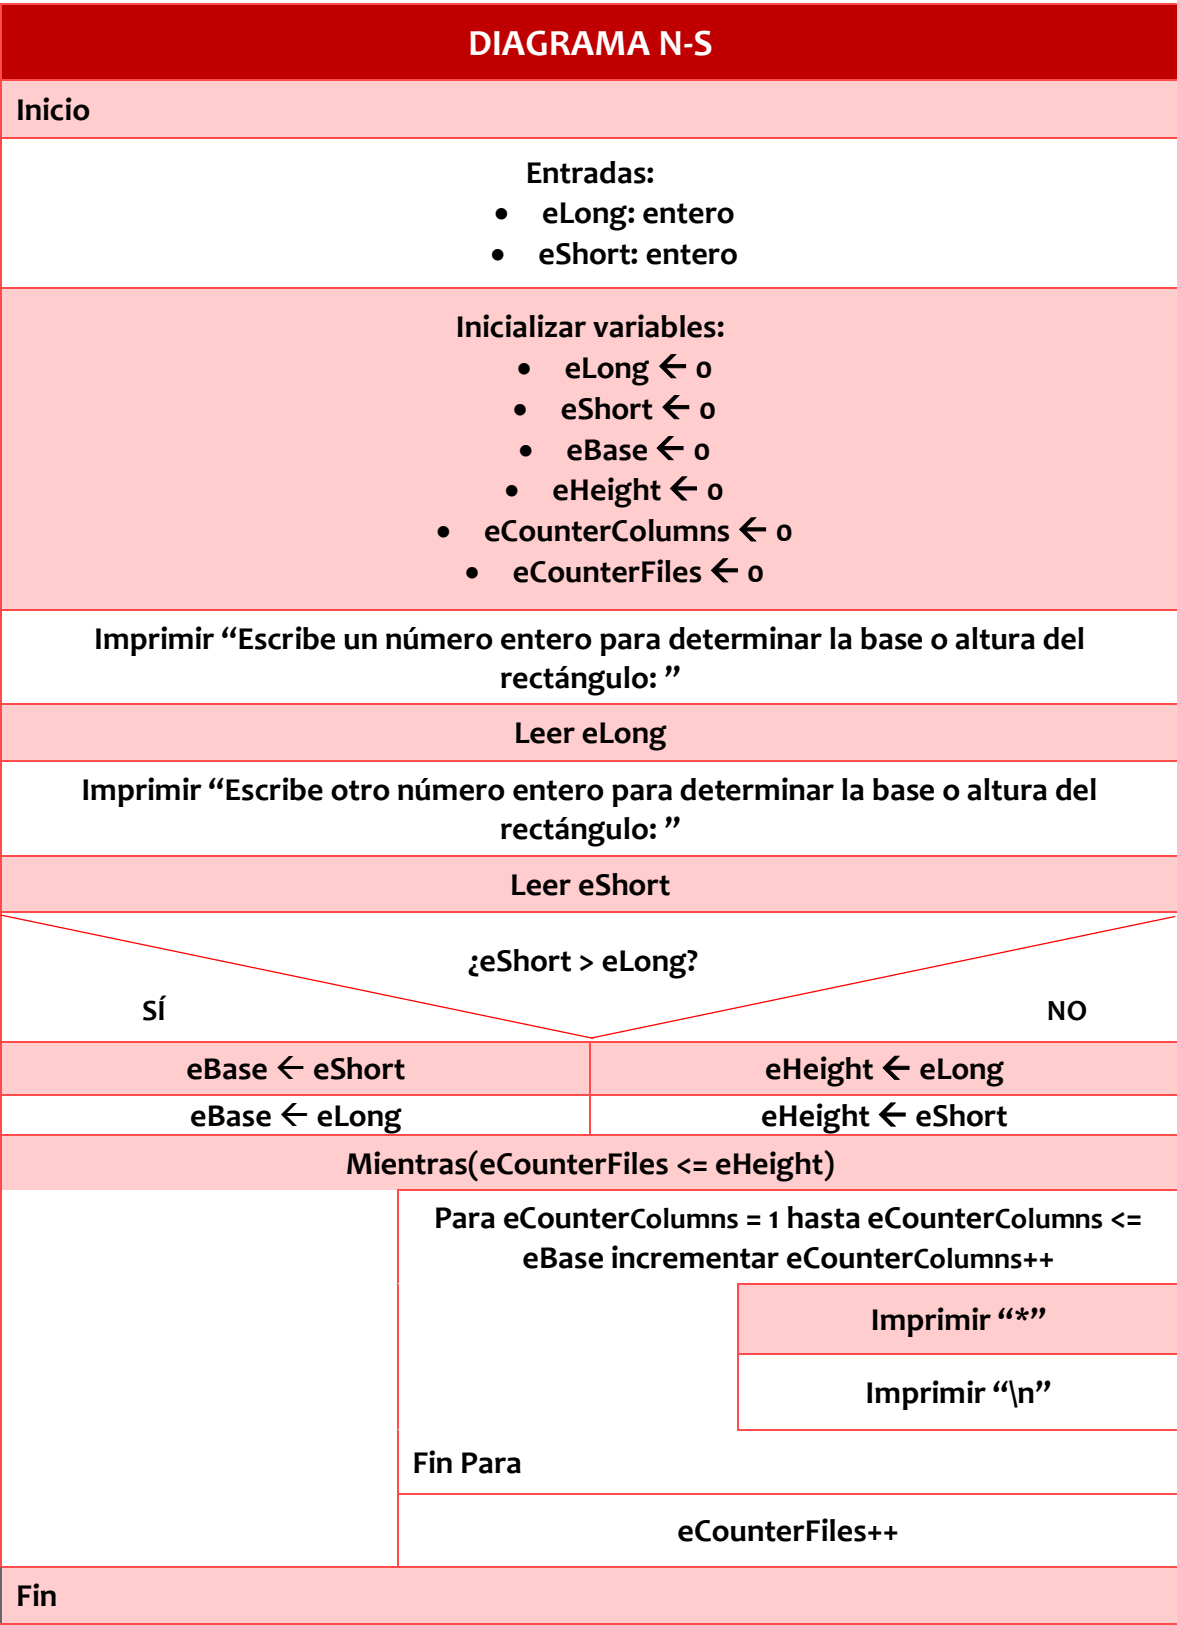 DIAGRAMA N-S
Inicio
Entradas:
• eLong: entero
• eShort: entero
Inicializar variables:
• eLong ← 0
• eShort ← 0
• eBase ← 0
• eHeight ← 0
• eCounterColumns ← 0
• eCounterFiles ← 0
Imprimir “Escribe un número entero para determinar la base o altura del
rectángulo: ”
Leer eLong
Imprimir “Escribe otro número entero para determinar la base o altura del
rectángulo: ”
Leer eShort
¿eShort > eLong?
SÍ NO
eBase ← eShort eHeight ← eLong
eBase ← eLong eHeight ← eShort
Mientras(eCounterFiles <= eHeight)
Para eCounterColumns = 1 hasta eCounterColumns <=
eBase incrementar eCounterColumns++
Imprimir “*”
Imprimir “\n”
Fin Para
eCounterFiles++
Fin